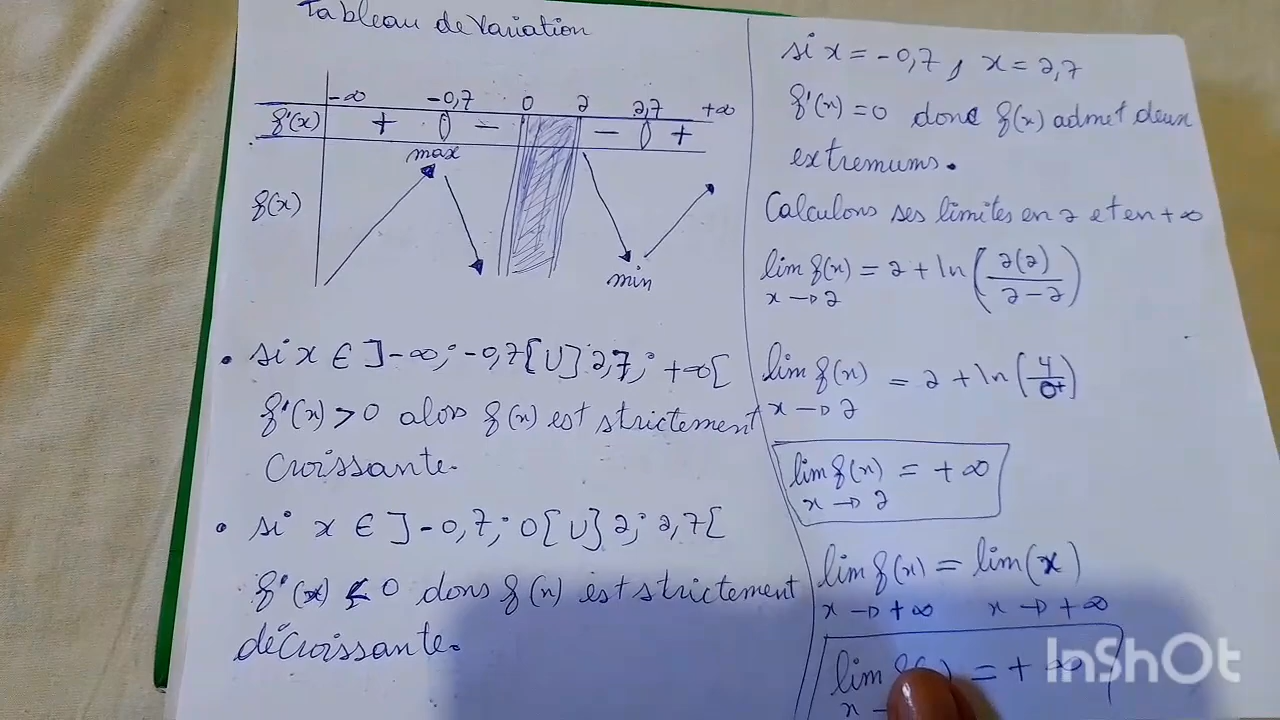 Tableau de variation
-∞ -0,7 0 2 2,7 +∞
f'(x) + 0 - - 0 +
max
f(x)
min
• si x ∈ ]-∞; -0,7[ U ] 2,7; +∞[
f'(x) > 0 alors f(x) est strictement
croissante.
• si x ∈ ]-0,7; 0[ U ] 2; 2,7[
f'(x) < 0 dons f(x) est strictement
décroissante.
si x = -0,7, x = 2,7
f'(x) = 0 donc f(x) admet deux
extremums.
Calculons ses limites en 2 et en +∞
lim f(x) = 2 + ln (2(2) / 2-2)
x → 2
lim f(x) = 2 + ln (4 / 0+)
x → 2
lim f(x) = +∞
x → 2
lim f(x) = lim (x)
x → +∞ x → +∞
lim = +∞
x
InShOt